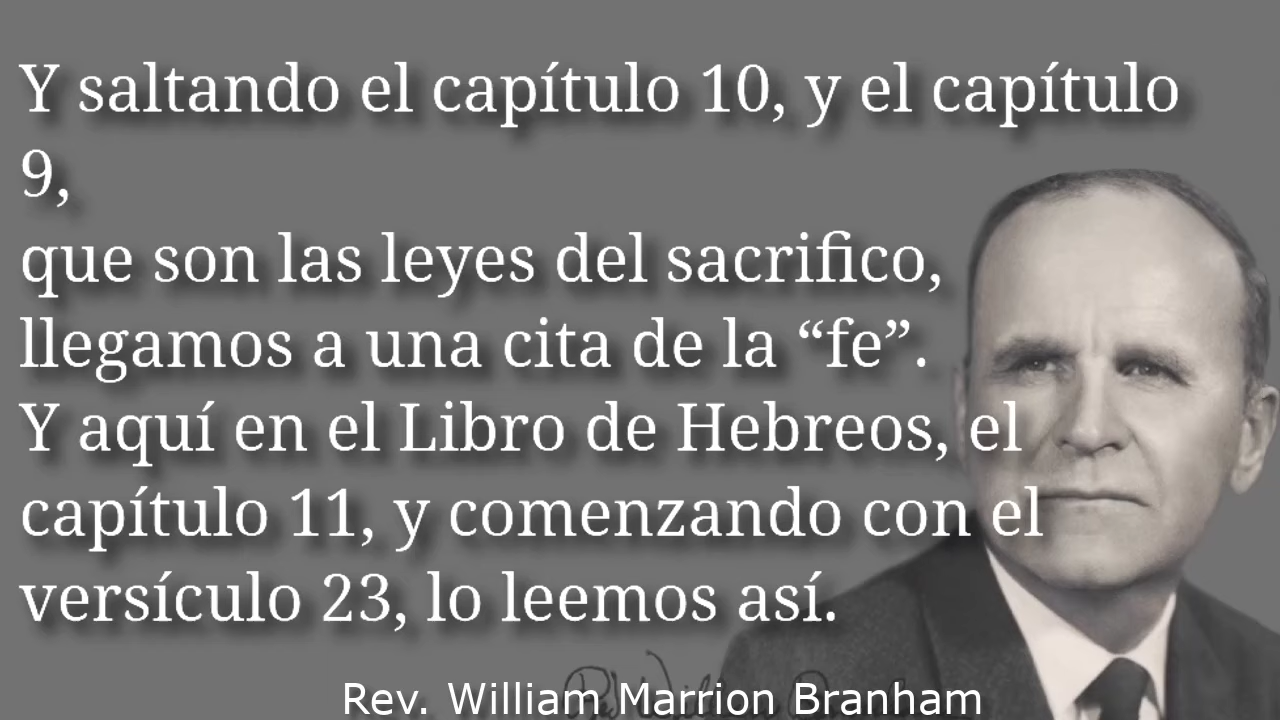 Y saltando el capítulo 10, y el capítulo
9,
que son las leyes del sacrifico,
llegamos a una cita de la “fe”.
Y aquí en el Libro de Hebreos, el
capítulo 11, y comenzando con el
versículo 23, lo leemos así.
Rev. William Marrion Branham